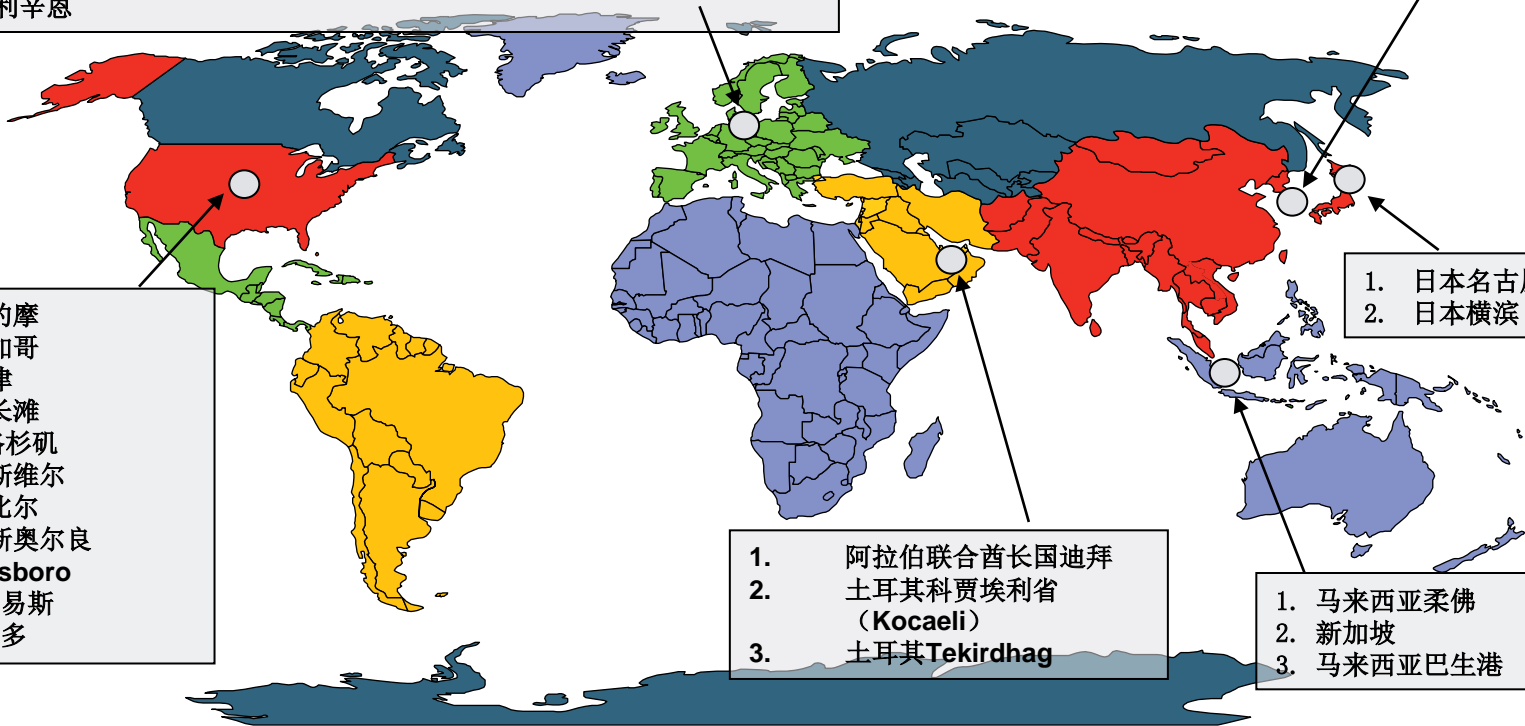 利辛恩
的摩
加哥
津
长滩
洛杉矶
斯维尔
比尔
新奥尔良
sboro
易斯
多
1. 阿拉伯联合酋长国迪拜
2. 土耳其科贾埃利省
（Kocaeli）
3. 土耳其Tekirdhag
1. 日本名古
2. 日本横滨
1. 马来西亚柔佛
2. 新加坡
3. 马来西亚巴生港